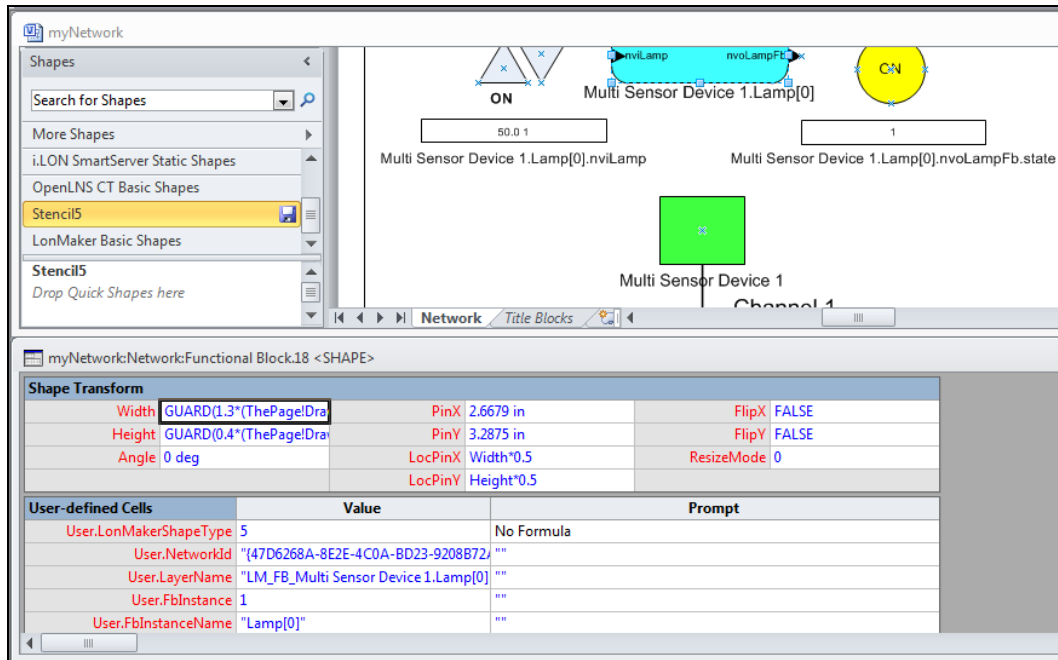 myNetwork
Shapes
Search for Shapes
More Shapes
i.LON SmartServer Static Shapes
OpenLNS CT Basic Shapes
Stencil5
LonMaker Basic Shapes
Stencil5
Drop Quick Shapes here
nviLamp nvoLampFb
ON
Multi Sensor Device 1.Lamp[0]
ON
50.0 1
1
Multi Sensor Device 1.Lamp[0].nviLamp
Multi Sensor Device 1.Lamp[0].nvoLampFb.state
Multi Sensor Device 1
Channel 1
Network Title Blocks
myNetwork:Network:Functional Block.18 <SHAPE>
Shape Transform
Width GUARD(1.3*(ThePage!Dra PinX 2.6679 in FlipX FALSE
Height GUARD(0.4*(ThePage!Dra PinY 3.2875 in FlipY FALSE
Angle 0 deg LocPinX Width*0.5 ResizeMode 0
LocPinY Height*0.5
User-defined Cells Value Prompt
User.LonMakerShapeType 5 No Formula
User.NetworkId "{47D6268A-8E2E-4C0A-BD23-9208B72A ""
User.LayerName "LM_FB_Multi Sensor Device 1.Lamp[0] ""
User.FbInstance 1 ""
User.FbInstanceName "Lamp[0]" ""